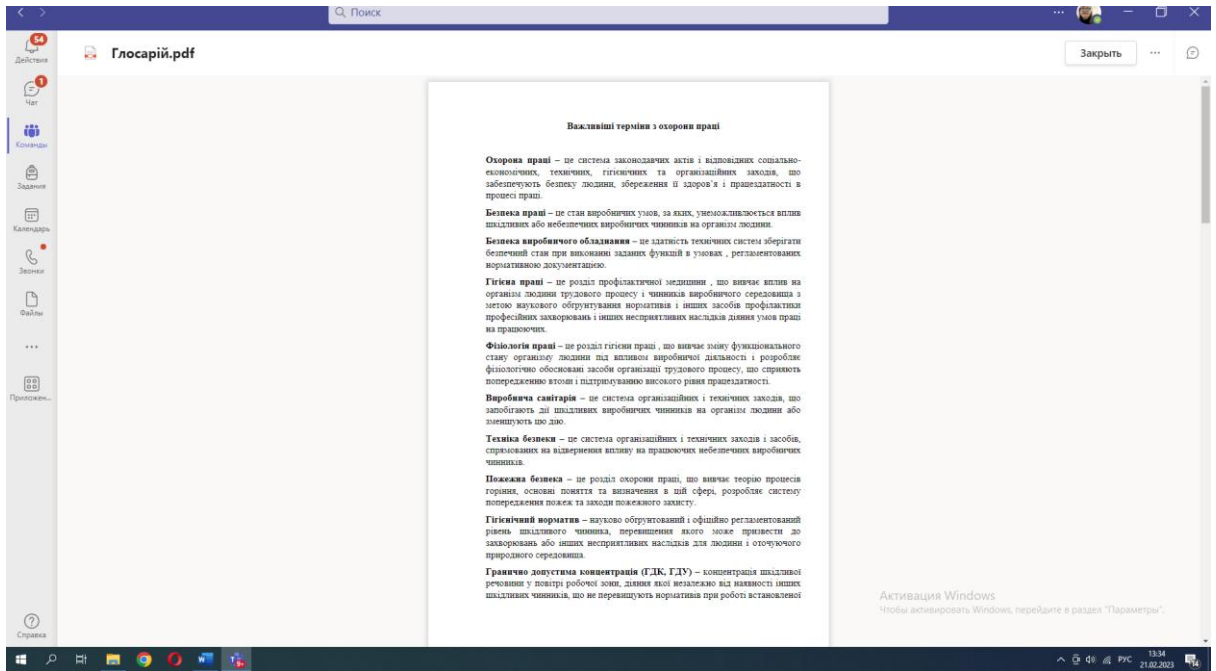 Поиск
54
Действия
1
Чат
Команды
Задания
Календарь
Звонки
Файлы
Приложен...
Справка
Глосарій.pdf
Закрыть
Важливіші терміни з охорони праці
Охорона праці – це система законодавчих актів і відповідних соціально-
економічних, технічних, гігієнічних та організаційних заходів, що
забезпечують безпеку людини, збереження її здоров'я і працездатності в
процесі праці.
Безпека праці – це стан виробничих умов, за яких, унеможливлюється вплив
шкідливих або небезпечних виробничих чинників на організм людини.
Безпека виробничого обладнання – це здатність технічних систем зберігати
безпечний стан при виконанні заданих функцій в умовах , регламентованих
нормативною документацією.
Гігієна праці – це розділ профілактичної медицини , що вивчає вплив на
організм людини трудового процесу і чинників виробничого середовища з
метою наукового обґрунтування нормативів і інших засобів профілактики
професійних захворювань і інших несприятливих наслідків діяння умов праці
на працюючих.
Фізіологія праці – це розділ гігієни праці , що вивчає зміну функціонального
стану організму людини під впливом виробничої діяльності і розробляє
фізіологічно обосновані засоби організації трудового процесу, що сприяють
попередженню втоми і підтримуванню високого рівня працездатності.
Виробнича санітарія – це система організаційних і технічних заходів, що
запобігають дії шкідливих виробничих чинників на організм людини або
зменшують цю дію.
Техніка безпеки – це система організаційних і технічних заходів і засобів,
спрямованих на відвернення впливу на працюючих небезпечних виробничих
чинників.
Пожежна безпека – це розділ охорони праці, що вивчає теорію процесів
горіння, основні поняття та визначення в цій сфері, розробляє систему
попередження пожеж та заходи пожежного захисту.
Гігієнічний норматив – науково обґрунтований і офіційно регламентований
рівень шкідливого чинника, перевищення якого може призвести до
захворювань або інших несприятливих наслідків для людини і оточуючого
природного середовища.
Гранично допустима концентрація (ГДК, ГДУ) – концентрація шкідливої
речовини у повітрі робочої зони, діяння якої незалежно від наявності інших
шкідливих чинників, що не перевищують нормативів при роботі встановленої
Активация Windows
Чтобы активировать Windows, перейдите в раздел "Параметры".
РУС
13:34
21.02.2023